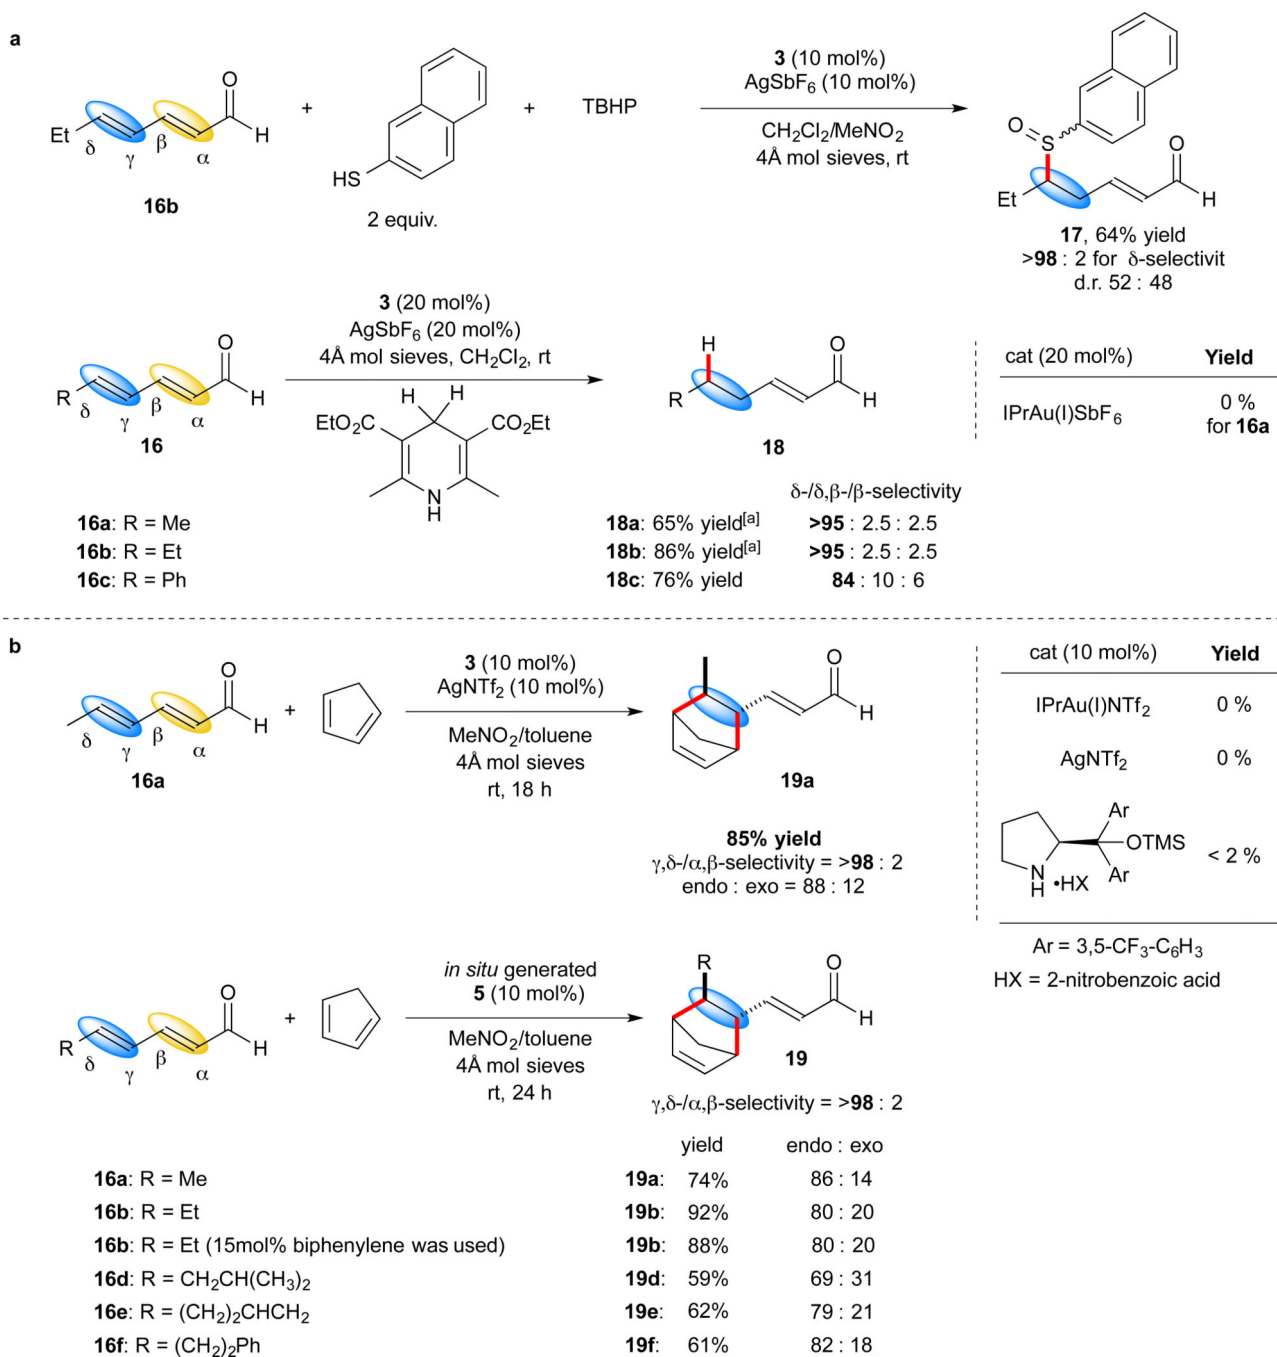 a
Et
δ
γ
β
α
O
H
16b
+
HS
2 equiv.
+
TBHP
3 (10 mol%)
AgSbF6 (10 mol%)
CH2Cl2/MeNO2
4Å mol sieves, rt
O
S
Et
O
H
17, 64% yield
>98 : 2 for δ-selectivit
d.r. 52 : 48
R
δ
γ
β
α
O
H
16
3 (20 mol%)
AgSbF6 (20 mol%)
4Å mol sieves, CH2Cl2, rt
H H
EtO2C CO2Et
N
H
H
R
O
H
18
cat (20 mol%) Yield
IPrAu(I)SbF6 0 %
for 16a
δ-/δ,β-/β-selectivity
16a: R = Me 18a: 65% yield[a] >95 : 2.5 : 2.5
16b: R = Et 18b: 86% yield[a] >95 : 2.5 : 2.5
16c: R = Ph 18c: 76% yield 84 : 10 : 6
b
δ
γ
β
α
O
H
16a
+
3 (10 mol%)
AgNTf2 (10 mol%)
MeNO2/toluene
4Å mol sieves
rt, 18 h
O
H
19a
85% yield
γ,δ-/α,β-selectivity = >98 : 2
endo : exo = 88 : 12
cat (10 mol%) Yield
IPrAu(I)NTf2 0 %
AgNTf2 0 %
Ar
OTMS
Ar
N
H •HX
< 2 %
Ar = 3,5-CF3-C6H3
HX = 2-nitrobenzoic acid
R
δ
γ
β
α
O
H
+
in situ generated
5 (10 mol%)
MeNO2/toluene
4Å mol sieves
rt, 24 h
R
O
H
19
γ,δ-/α,β-selectivity = >98 : 2
yield endo : exo
16a: R = Me 19a: 74% 86 : 14
16b: R = Et 19b: 92% 80 : 20
16b: R = Et (15mol% biphenylene was used) 19b: 88% 80 : 20
16d: R = CH2CH(CH3)2 19d: 59% 69 : 31
16e: R = (CH2)2CHCH2 19e: 62% 79 : 21
16f: R = (CH2)2Ph 19f: 61% 82 : 18